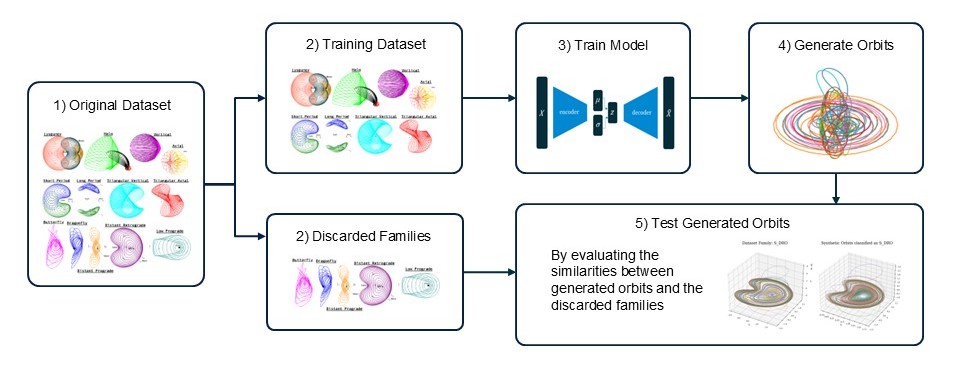 1) Original Dataset
Lyapunov
Halo
Vertical
Axial
Short Period
Long Period
Triangular Vertical
Triangular Axial
Butterfly
Dragonfly
Distant Retrograde
Low Prograde
Distant Prograde
2) Training Dataset
Lyapunov
Halo
Vertical
Axial
Short Period
Long Period
Triangular Vertical
Triangular Axial
2) Discarded Families
Butterfly
Dragonfly
Distant Retrograde
Low Prograde
Distant Prograde
3) Train Model
X
encoder
μ
σ
z
decoder
X̂
4) Generate Orbits
5) Test Generated Orbits
By evaluating the
similarities between
generated orbits and the
discarded families
Dataset Family: S_DRO
Synthetic Orbits classified as S_DRO